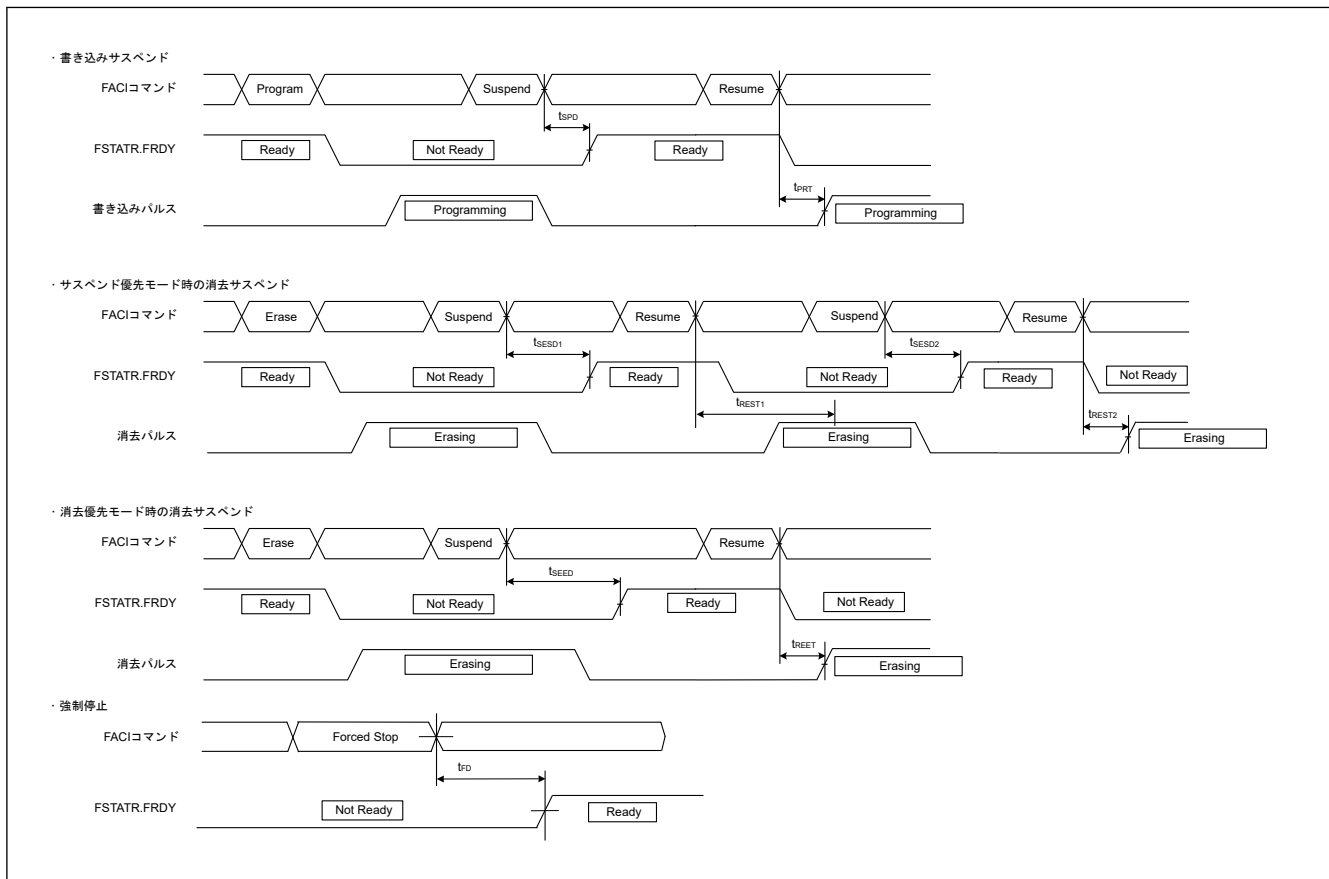 ・書き込みサスペンド
FACIコマンド Program Suspend Resume
tSPD
FSTATR.FRDY Ready Not Ready Ready
tPRT
書き込みパルス Programming Programming
・サスペンド優先モード時の消去サスペンド
FACIコマンド Erase Suspend Resume Suspend Resume
tSESD1 tSESD2
FSTATR.FRDY Ready Not Ready Ready Not Ready Ready Not Ready
tREST1 tREST2
消去パルス Erasing Erasing Erasing
・消去優先モード時の消去サスペンド
FACIコマンド Erase Suspend Resume
tSEED
FSTATR.FRDY Ready Not Ready Ready Not Ready
tREET
消去パルス Erasing Erasing
・強制停止
FACIコマンド Forced Stop
tFD
FSTATR.FRDY Not Ready Ready